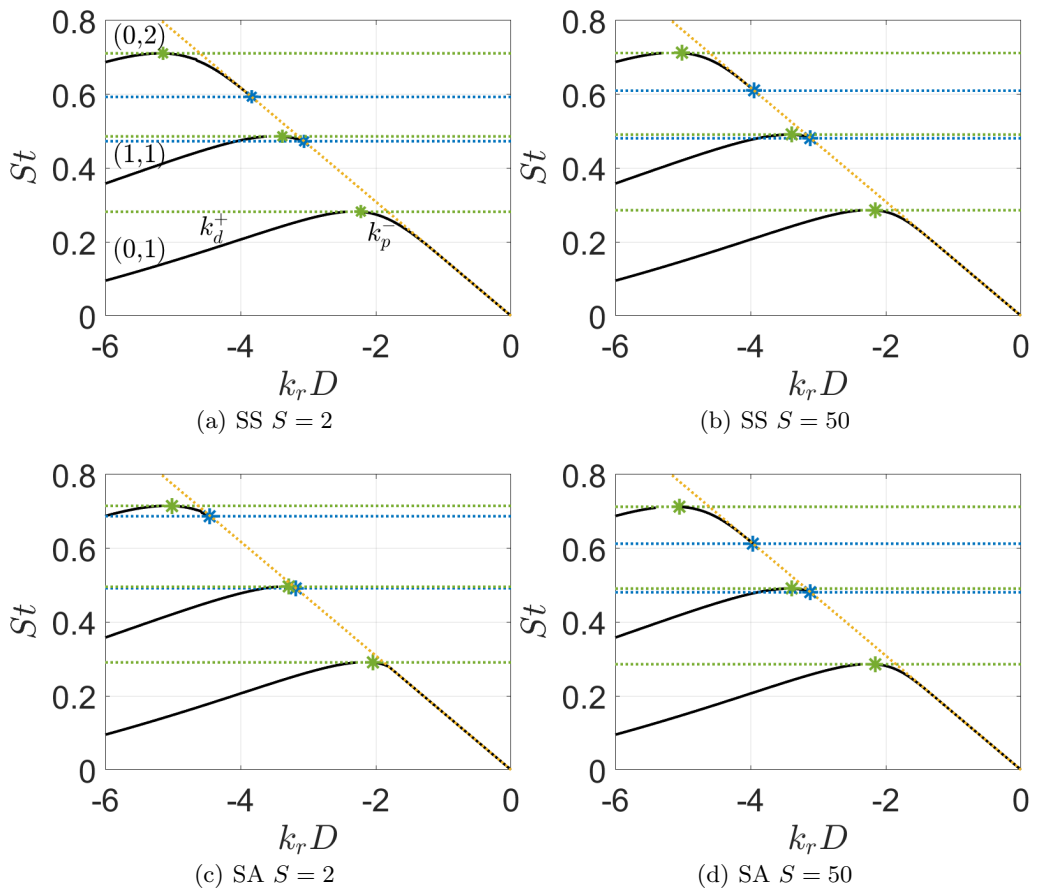 0.8
(0,2)
0.6
St
(1,1)
0.4
k_d^+
k_p^-
0.2
(0,1)
0
-6 -4 -2 0
k_r D
(a) SS S = 2
0.8
0.6
St
0.4
0.2
0
-6 -4 -2 0
k_r D
(b) SS S = 50
0.8
0.6
St
0.4
0.2
0
-6 -4 -2 0
k_r D
(c) SA S = 2
0.8
0.6
St
0.4
0.2
0
-6 -4 -2 0
k_r D
(d) SA S = 50